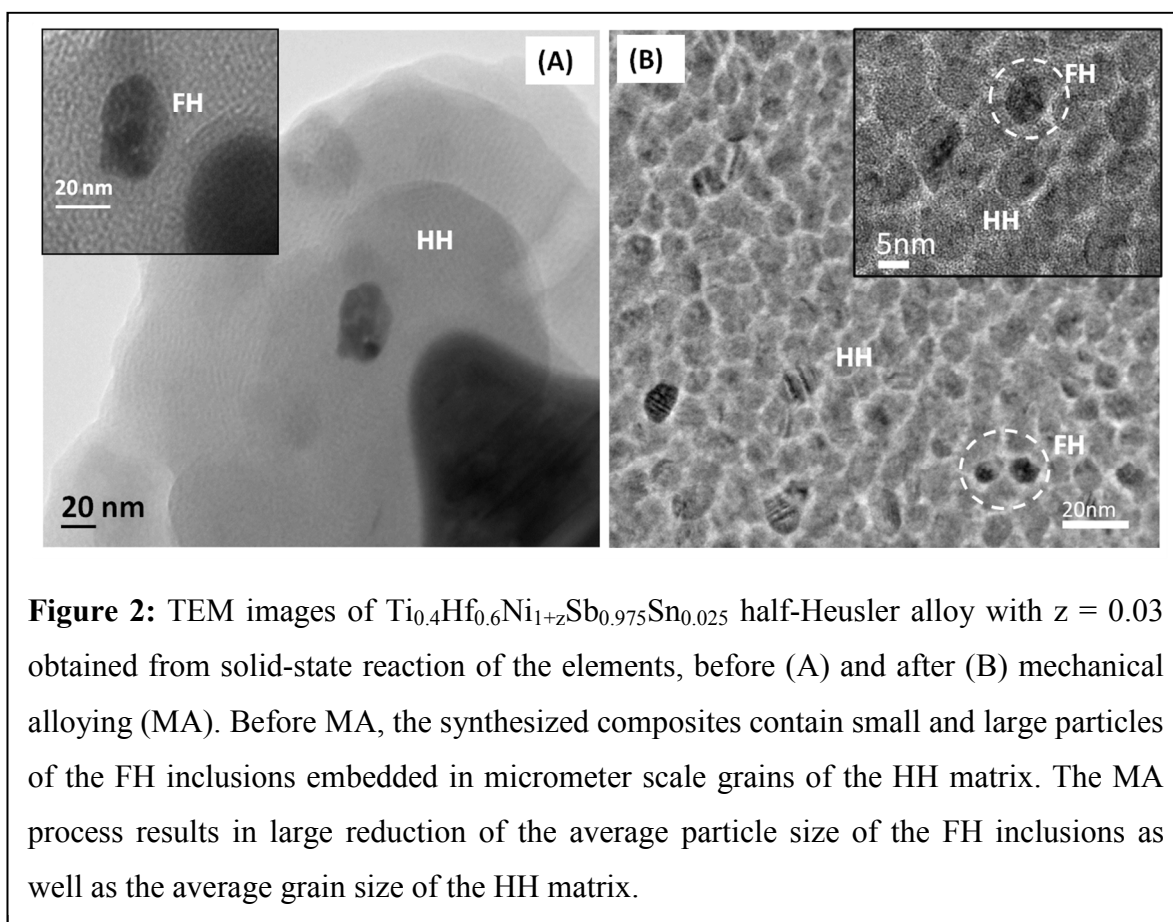 (A)
FH
20 nm
HH
20 nm
(B)
FH
HH
5nm
HH
FH
20nm
Figure 2: TEM images of Ti0.4Hf0.6Ni1+zSb0.975Sn0.025 half-Heusler alloy with z = 0.03
obtained from solid-state reaction of the elements, before (A) and after (B) mechanical
alloying (MA). Before MA, the synthesized composites contain small and large particles
of the FH inclusions embedded in micrometer scale grains of the HH matrix. The MA
process results in large reduction of the average particle size of the FH inclusions as
well as the average grain size of the HH matrix.